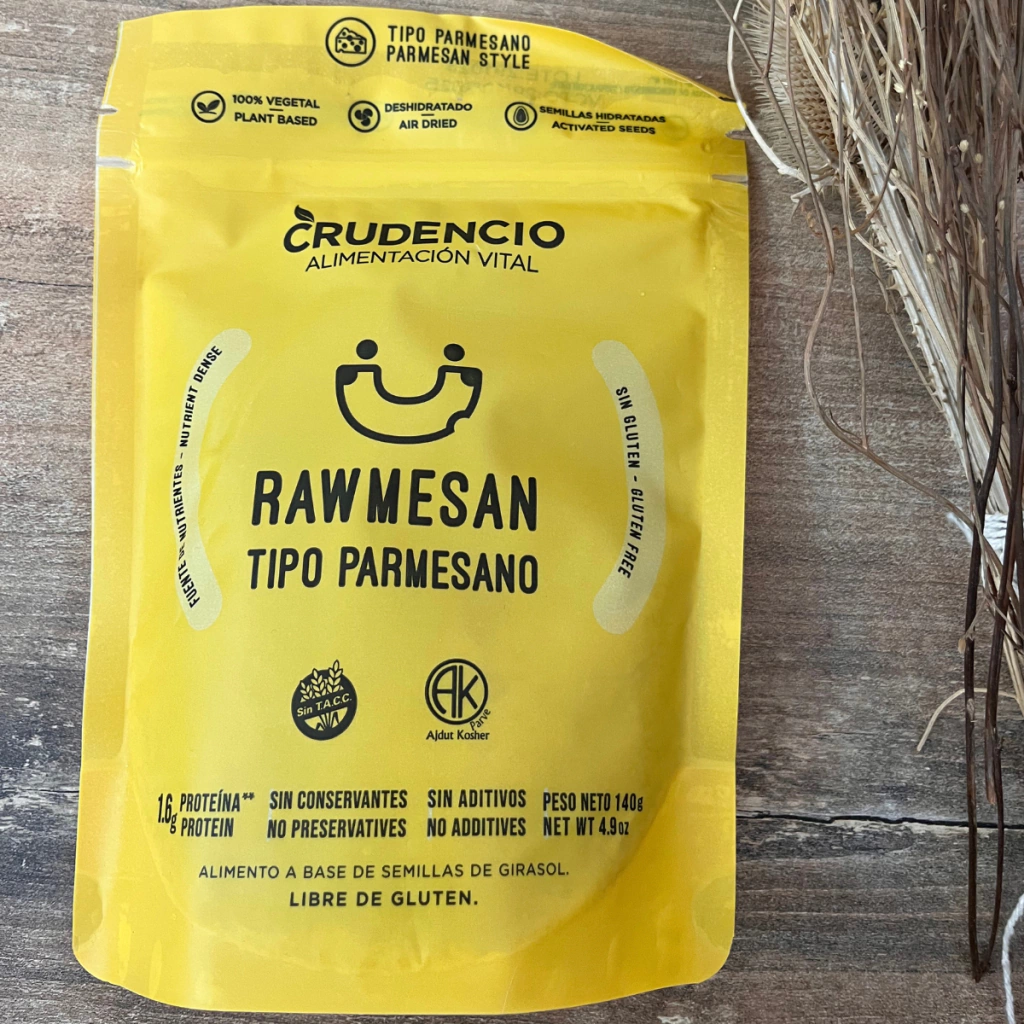 TIPO PARMESANO
PARMESAN STYLE
100% VEGETAL
PLANT BASED
DESHIDRATADO
AIR DRIED
SEMILLAS HIDRATADAS
ACTIVATED SEEDS
CRUDENCIO
ALIMENTACIÓN VITAL
FUENTE DE NUTRIENTES - NUTRIENT DENSE
SIN GLUTEN - GLUTEN FREE
RAWMESAN
TIPO PARMESANO
Sin T.A.C.C.
AK
Parve
Ajdut Kosher
1.6g PROTEÍNA**
PROTEIN
SIN CONSERVANTES
NO PRESERVATIVES
SIN ADITIVOS
NO ADDITIVES
PESO NETO 140g
NET WT 4.9oz
ALIMENTO A BASE DE SEMILLAS DE GIRASOL.
LIBRE DE GLUTEN.